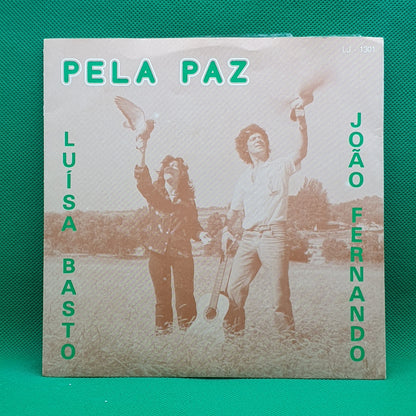 LJ - 1301
PELA PAZ
LUÍSA BASTO
JOÃO FERNANDO